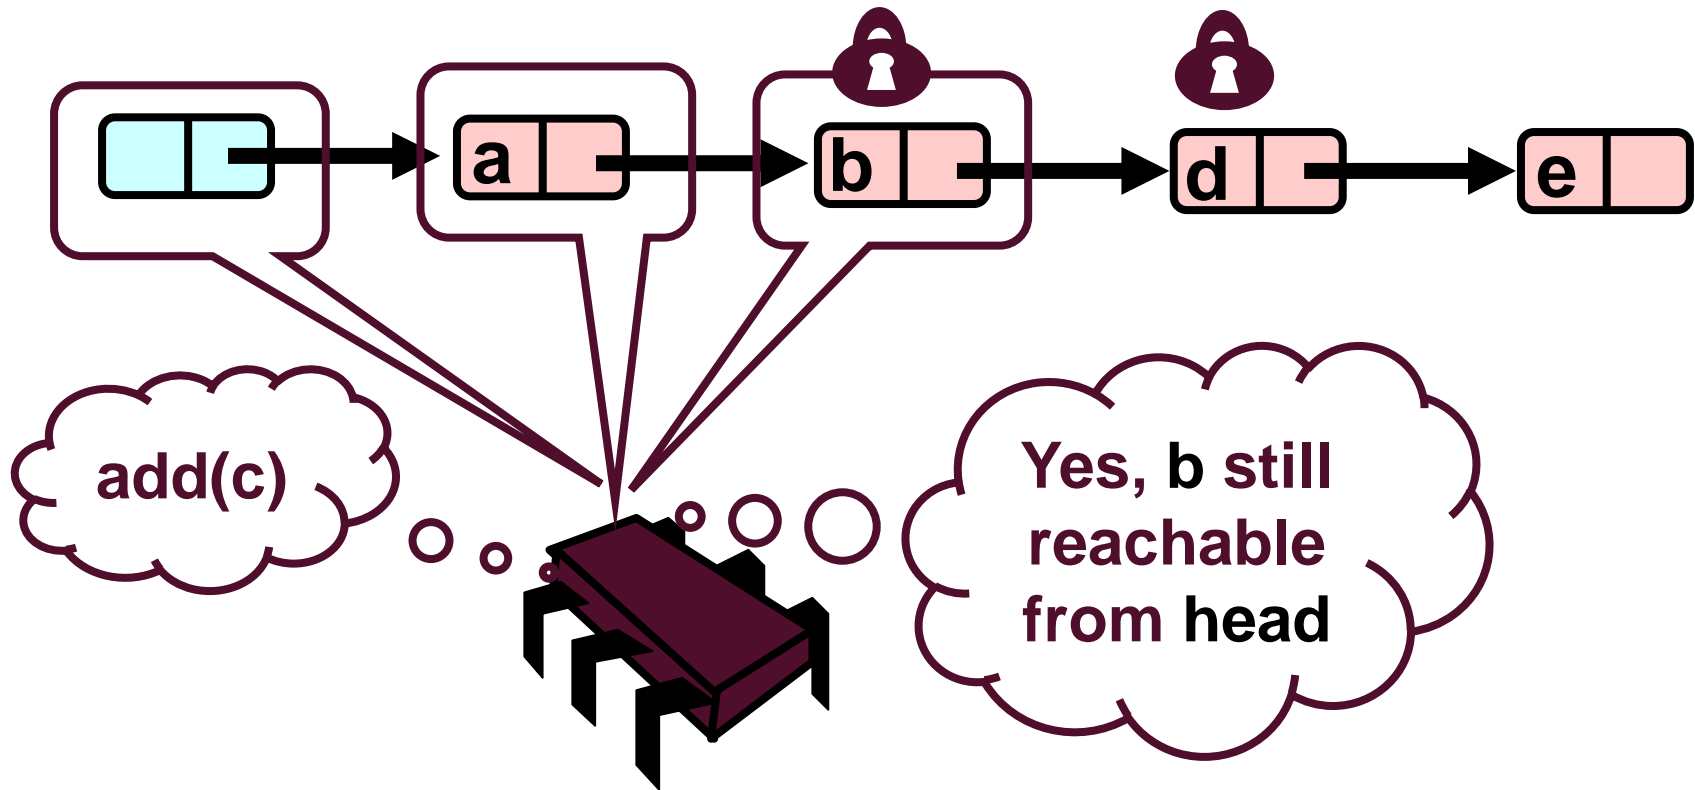 a
b
d
e
add(c)
Yes, b still
reachable
from head